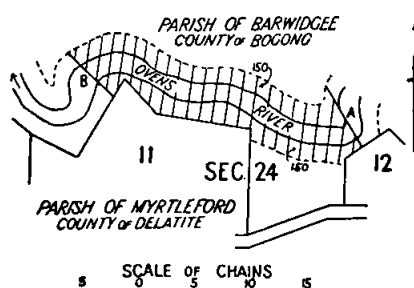 PARISH OF BARWIDGEE
COUNTY OF BOGONG
150
B
OVENS
RIVER
A
11
150
12
SEC. 24
PARISH OF MYRTLEFORD
COUNTY OF DELATITE
SCALE OF CHAINS
5 0 5 10 15